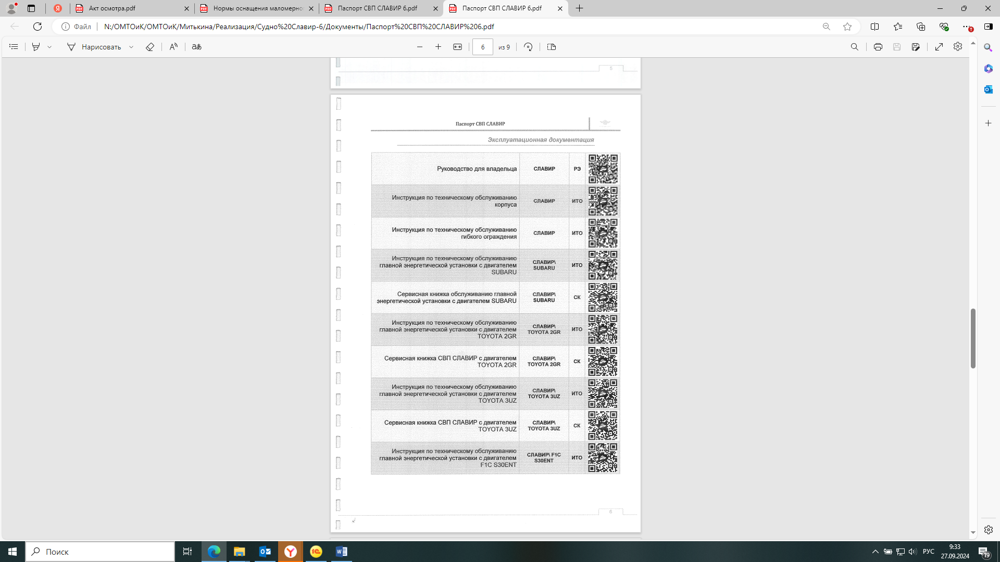 Акт осмотра.pdf
Нормы оснащения маломерно
Паспорт СВП СЛАВИР 6.pdf
Паспорт СВП СЛАВИР 6.pdf
Файл
N:/ОМТОиК/ОМТОиК/Митькина/Реализация/Судно%20Славир-6/Документы/Паспорт%20СВП%20СЛАВИР%206.pdf
Нарисовать
6
из 9
5
Паспорт СВП СЛАВИР
Эксплуатационная документация
Руководство для владельца
СЛАВИР
РЭ
Инструкция по техническому обслуживанию
корпуса
СЛАВИР
ИТО
Инструкция по техническому обслуживанию
гибкого ограждения
СЛАВИР
ИТО
Инструкция по техническому обслуживанию
главной энергетической установки с двигателем
SUBARU
СЛАВИР\
SUBARU
ИТО
Сервисная книжка обслуживанию главной
энергетической установки с двигателем SUBARU
СЛАВИР\
SUBARU
СК
Инструкция по техническому обслуживанию
главной энергетической установки с двигателем
TOYOTA 2GR
СЛАВИР\
TOYOTA 2GR
ИТО
Сервисная книжка СВП СЛАВИР с двигателем
TOYOTA 2GR
СЛАВИР\
TOYOTA 2GR
СК
Инструкция по техническому обслуживанию
главной энергетической установки с двигателем
TOYOTA 3UZ
СЛАВИР\
TOYOTA 3UZ
ИТО
Сервисная книжка СВП СЛАВИР с двигателем
TOYOTA 3UZ
СЛАВИР\
TOYOTA 3UZ
СК
Инструкция по техническому обслуживанию
главной энергетической установки с двигателем
F1C S30ENT
СЛАВИР\ F1C
S30ENT
ИТО
6
Поиск
РУС
9:33
27.09.2024
19